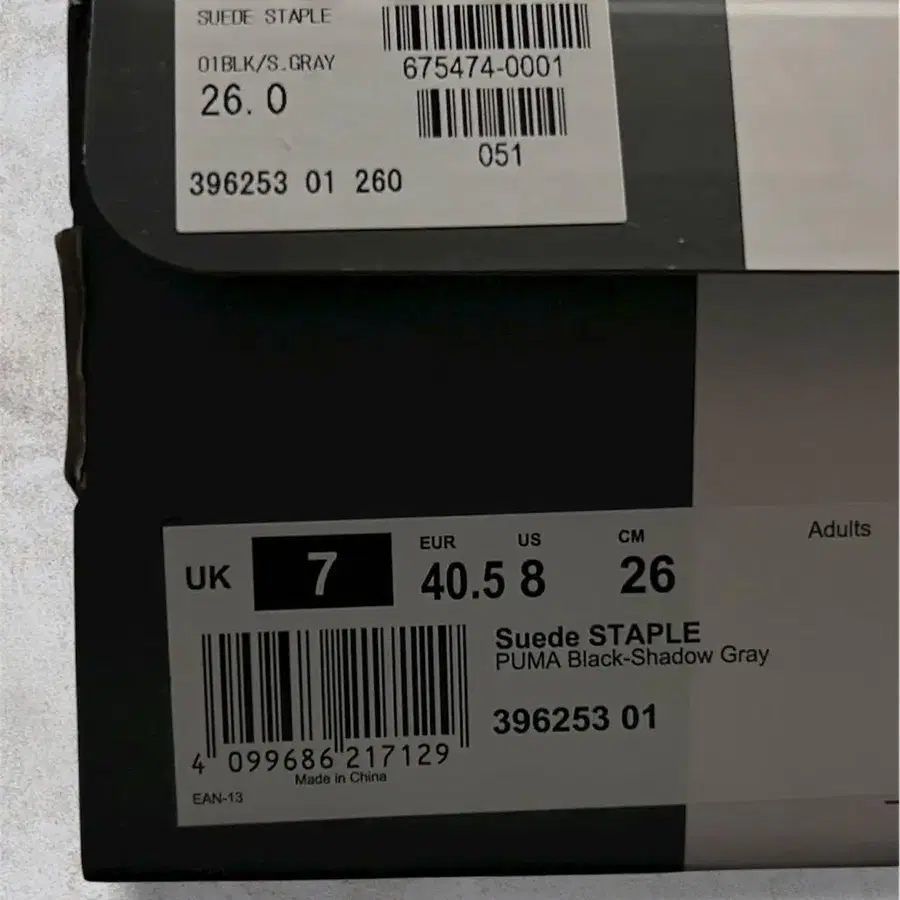 SUEDE STAPLE
01BLK/S.GRAY
26.0
675474-0001
051
396253 01 260
Adults
UK 7 EUR 40.5 US 8 CM 26
Suede STAPLE
PUMA Black-Shadow Gray
396253 01
4 099686 217129
Made in China
EAN-13